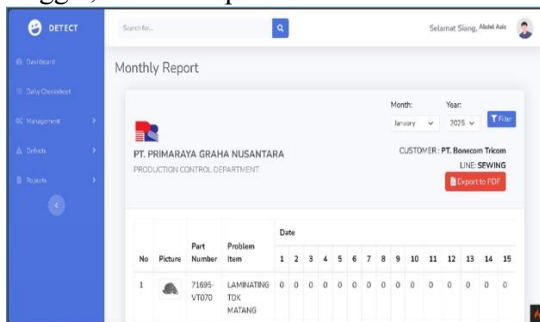 DETECT
Search for...
Selamat Siang, Abdul Aziz
Dashboard
Daily Checksheet
Management
Defects
Reports
Monthly Report
Month:
Year:
January
2025
Filter
PT. PRIMARAYA GRAHA NUSANTARA
PRODUCTION CONTROL DEPARTMENT
CUSTOMER : PT. Bonecom Tricom
LINE: SEWING
Export to PDF
Date
No Picture Part Number Problem Item 1 2 3 4 5 6 7 8 9 10 11 12 13 14 15
1 71695-VT070 LAMINATING TDK MATANG 0 0 0 0 0 0 0 0 0 0 0 0 0 0 0